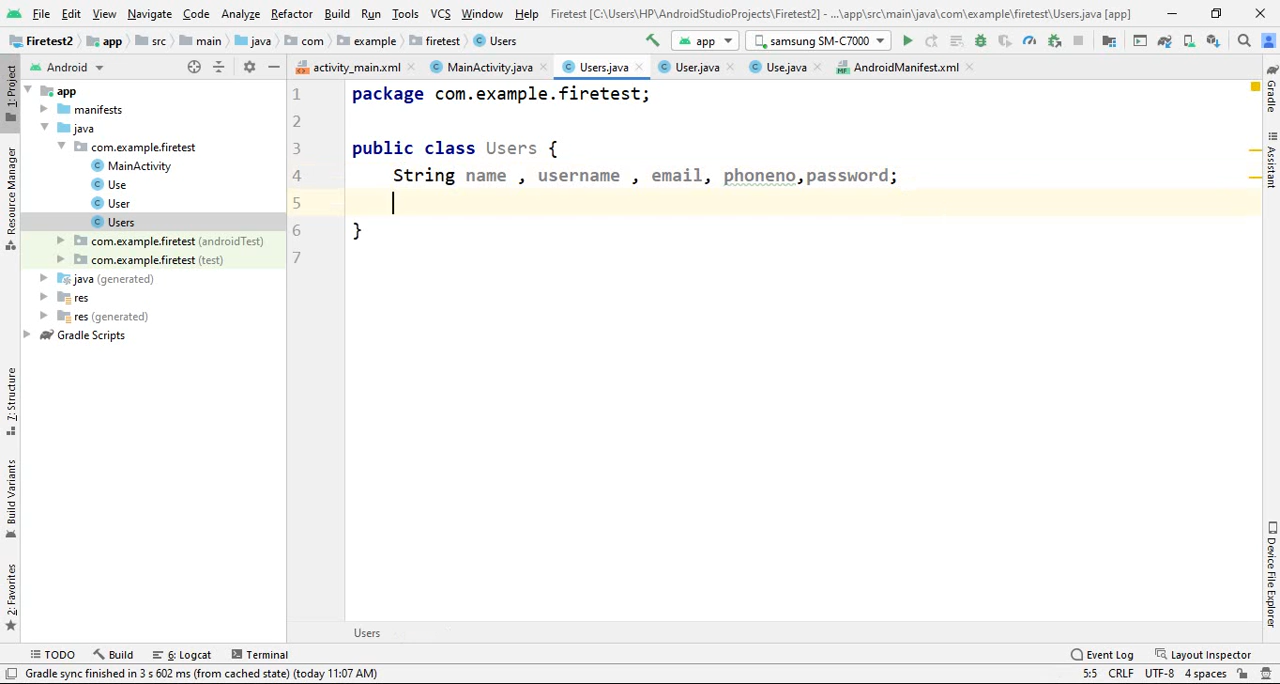 File Edit View Navigate Code Analyze Refactor Build Run Tools VCS Window Help Firetest [C:\Users\HP\AndroidStudioProjects\Firetest2] - ...\app\src\main\java\com\example\firetest\Users.java [app]
Firetest2 app src main java com example firetest Users app samsung SM-C7000
Android activity_main.xml MainActivity.java Users.java User.java Use.java AndroidManifest.xml
1: Project
Resource Manager
7: Structure
Build Variants
2: Favorites
app
manifests
java
com.example.firetest
MainActivity
Use
User
Users
com.example.firetest (androidTest)
com.example.firetest (test)
java (generated)
res
res (generated)
Gradle Scripts
1 package com.example.firetest;
2
3 public class Users {
4 String name , username , email, phoneno,password;
5
6 }
7
Users
Gradle
Assistant
Device File Explorer
TODO Build 6: Logcat Terminal Event Log Layout Inspector
Gradle sync finished in 3 s 602 ms (from cached state) (today 11:07 AM) 5:5 CRLF UTF-8 4 spaces